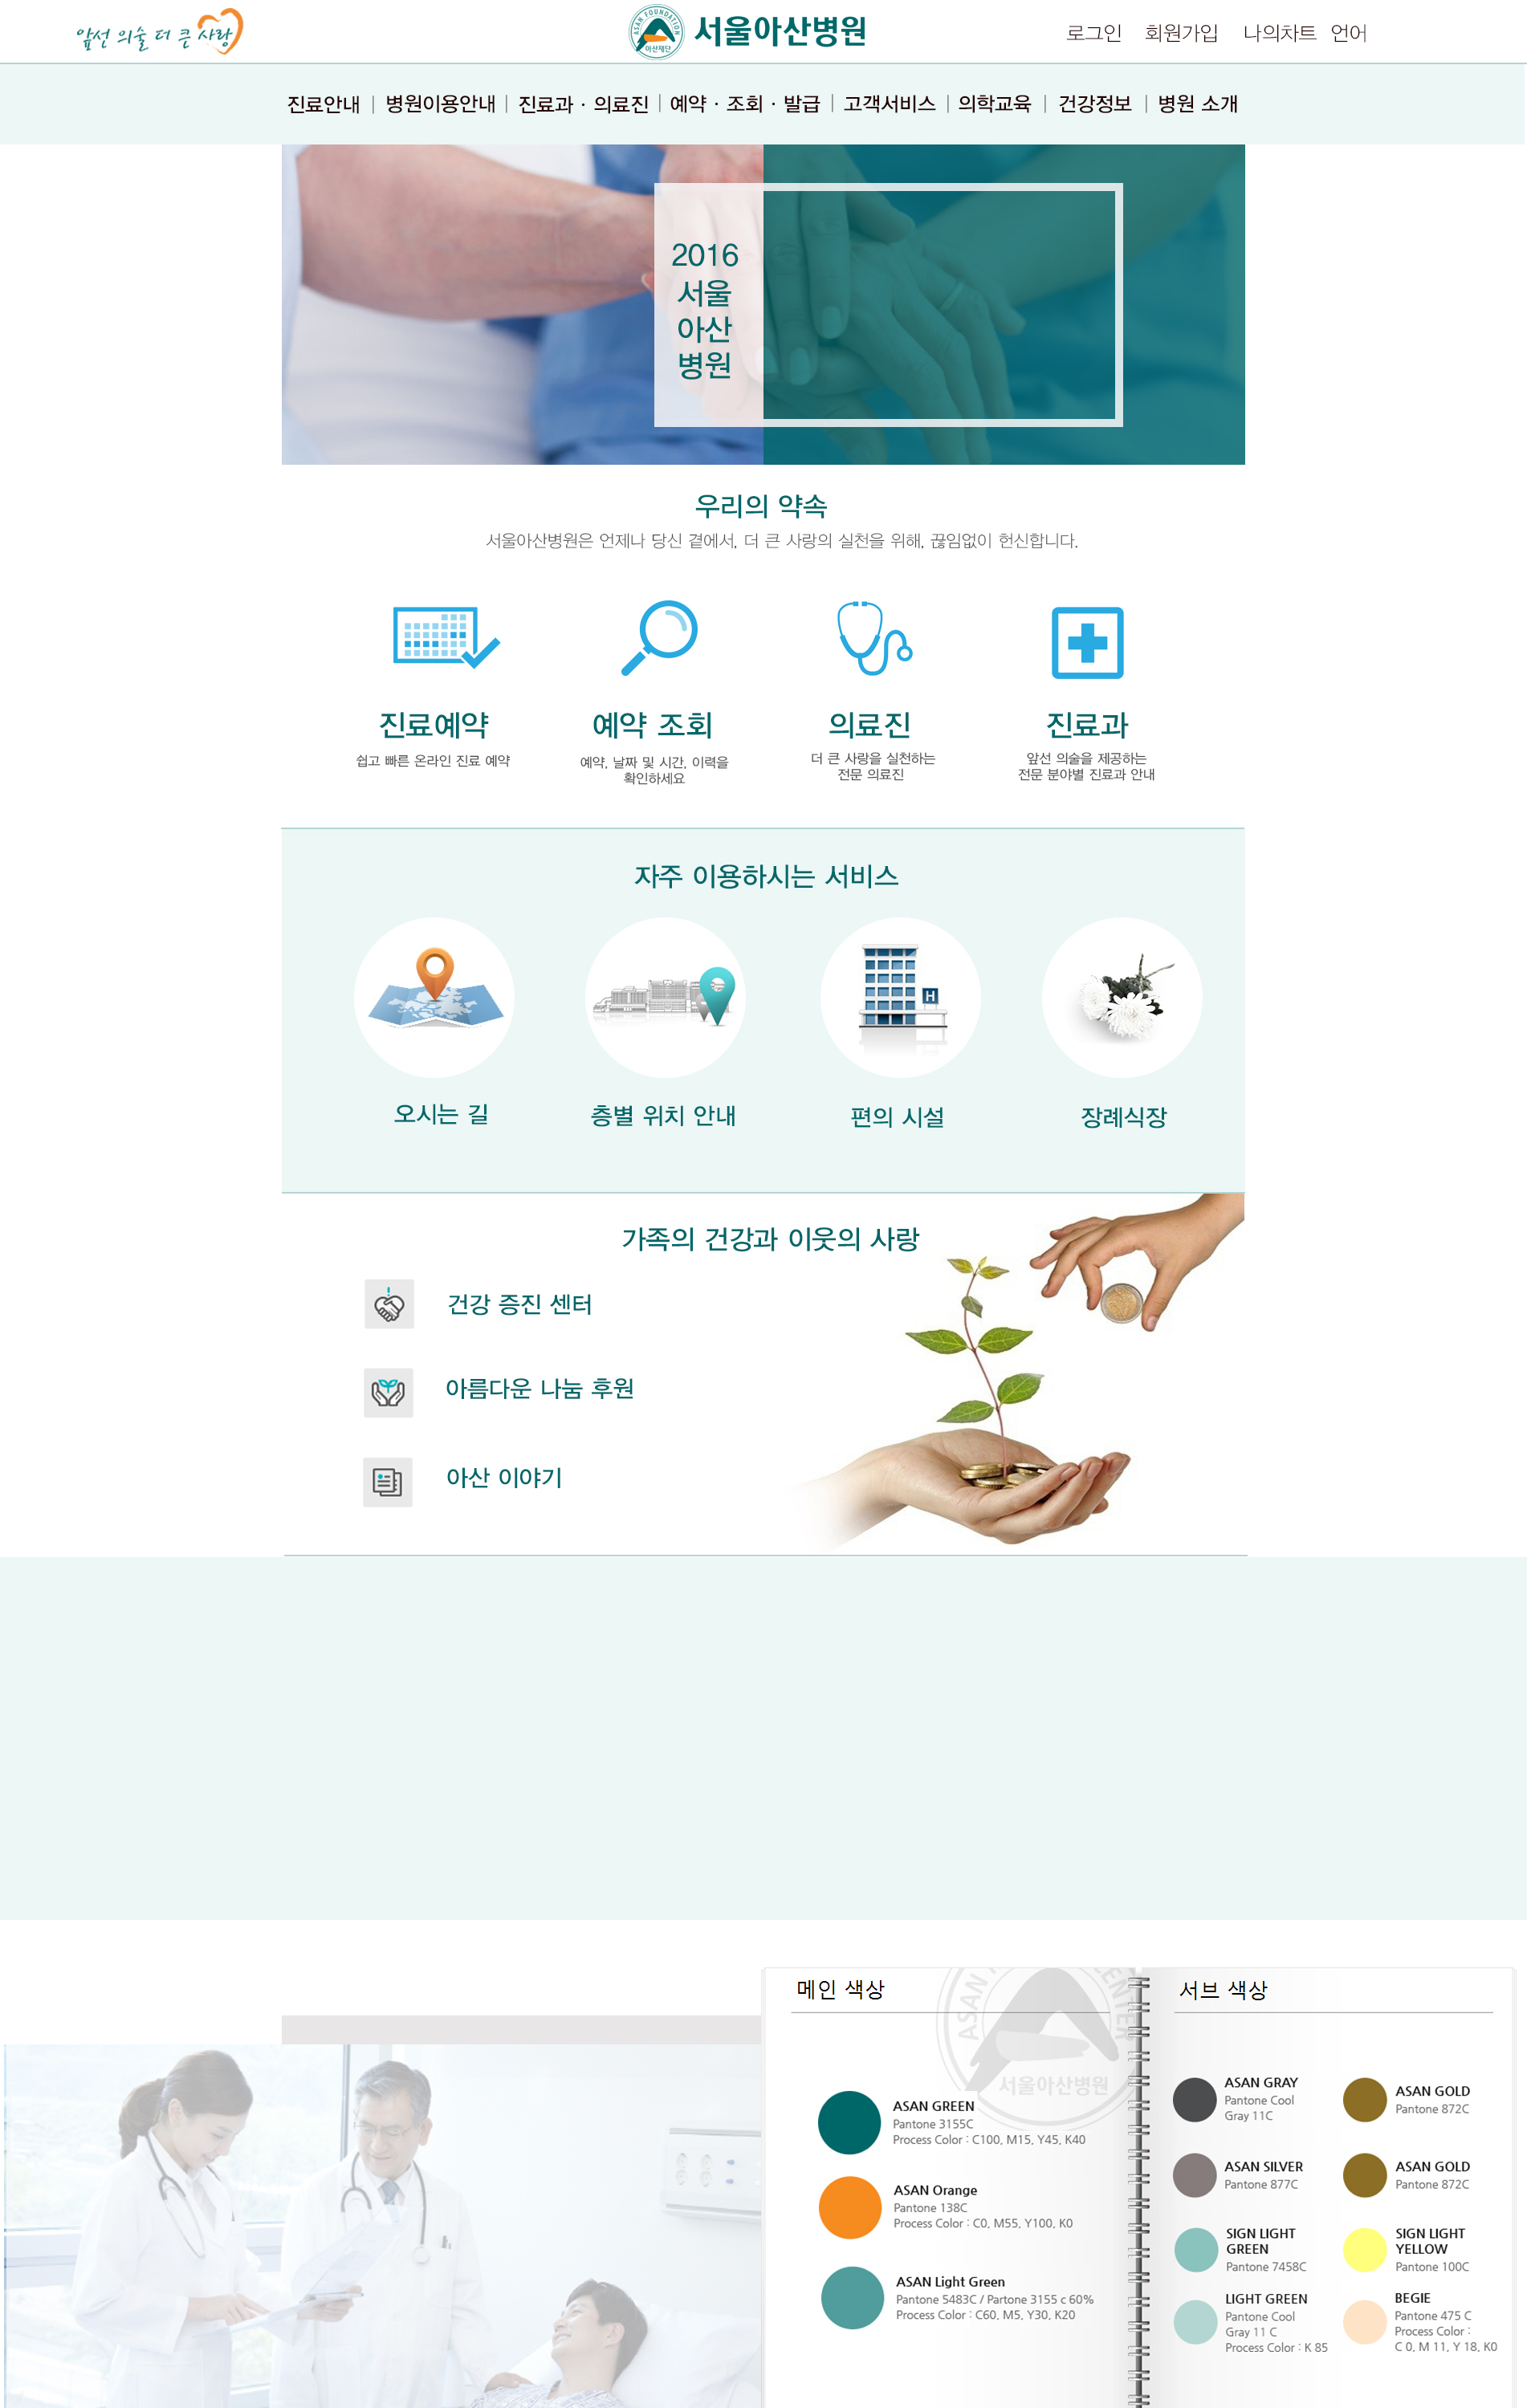 앞선 의술 더 큰 사랑
ASAN FOUNDATION
아산재단
서울아산병원
로그인 회원가입 나의차트 언어
진료안내 | 병원이용안내 | 진료과 · 의료진 | 예약 · 조회 · 발급 | 고객서비스 | 의학교육 | 건강정보 | 병원 소개
2016
서울
아산
병원
우리의 약속
서울아산병원은 언제나 당신 곁에서, 더 큰 사랑의 실천을 위해, 끊임없이 헌신합니다.
진료예약
쉽고 빠른 온라인 진료 예약
예약 조회
예약, 날짜 및 시간, 이력을
확인하세요
의료진
더 큰 사랑을 실천하는
전문 의료진
진료과
앞선 의술을 제공하는
전문 분야별 진료과 안내
자주 이용하시는 서비스
H
오시는 길
층별 위치 안내
편의 시설
장례식장
가족의 건강과 이웃의 사랑
건강 증진 센터
아름다운 나눔 후원
아산 이야기
메인 색상
서울아산병원
ASAN GREEN
Pantone 3155C
Process Color : C100, M15, Y45, K40
ASAN Orange
Pantone 138C
Process Color : C0, M55, Y100, K0
ASAN Light Green
Pantone 5483C / Partone 3155 c 60%
Process Color : C60, M5, Y30, K20
서브 색상
ASAN GRAY
Pantone Cool
Gray 11C
ASAN GOLD
Pantone 872C
ASAN SILVER
Pantone 877C
ASAN GOLD
Pantone 872C
SIGN LIGHT
GREEN
Pantone 7458C
SIGN LIGHT
YELLOW
Pantone 100C
LIGHT GREEN
Pantone Cool
Gray 11 C
Process Color : K 85
BEGIE
Pantone 475 C
Process Color :
C 0, M 11, Y 18, K0